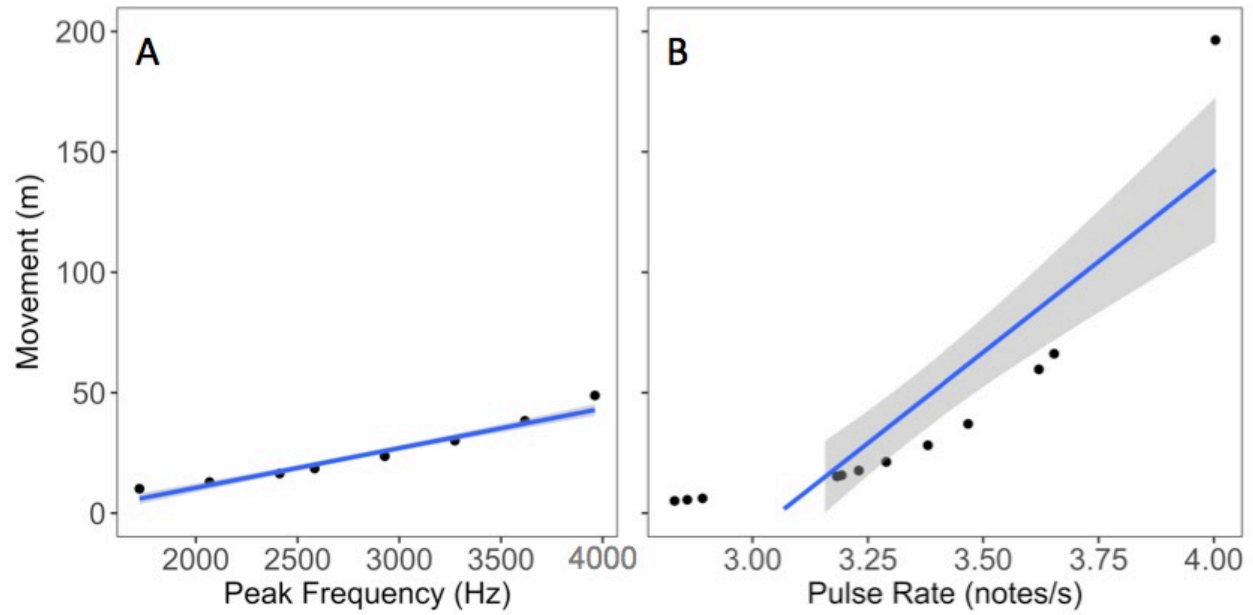 A
B
Movement (m)
200
150
100
50
0
2000 2500 3000 3500 4000
3.00 3.25 3.50 3.75 4.00
Peak Frequency (Hz)
Pulse Rate (notes/s)